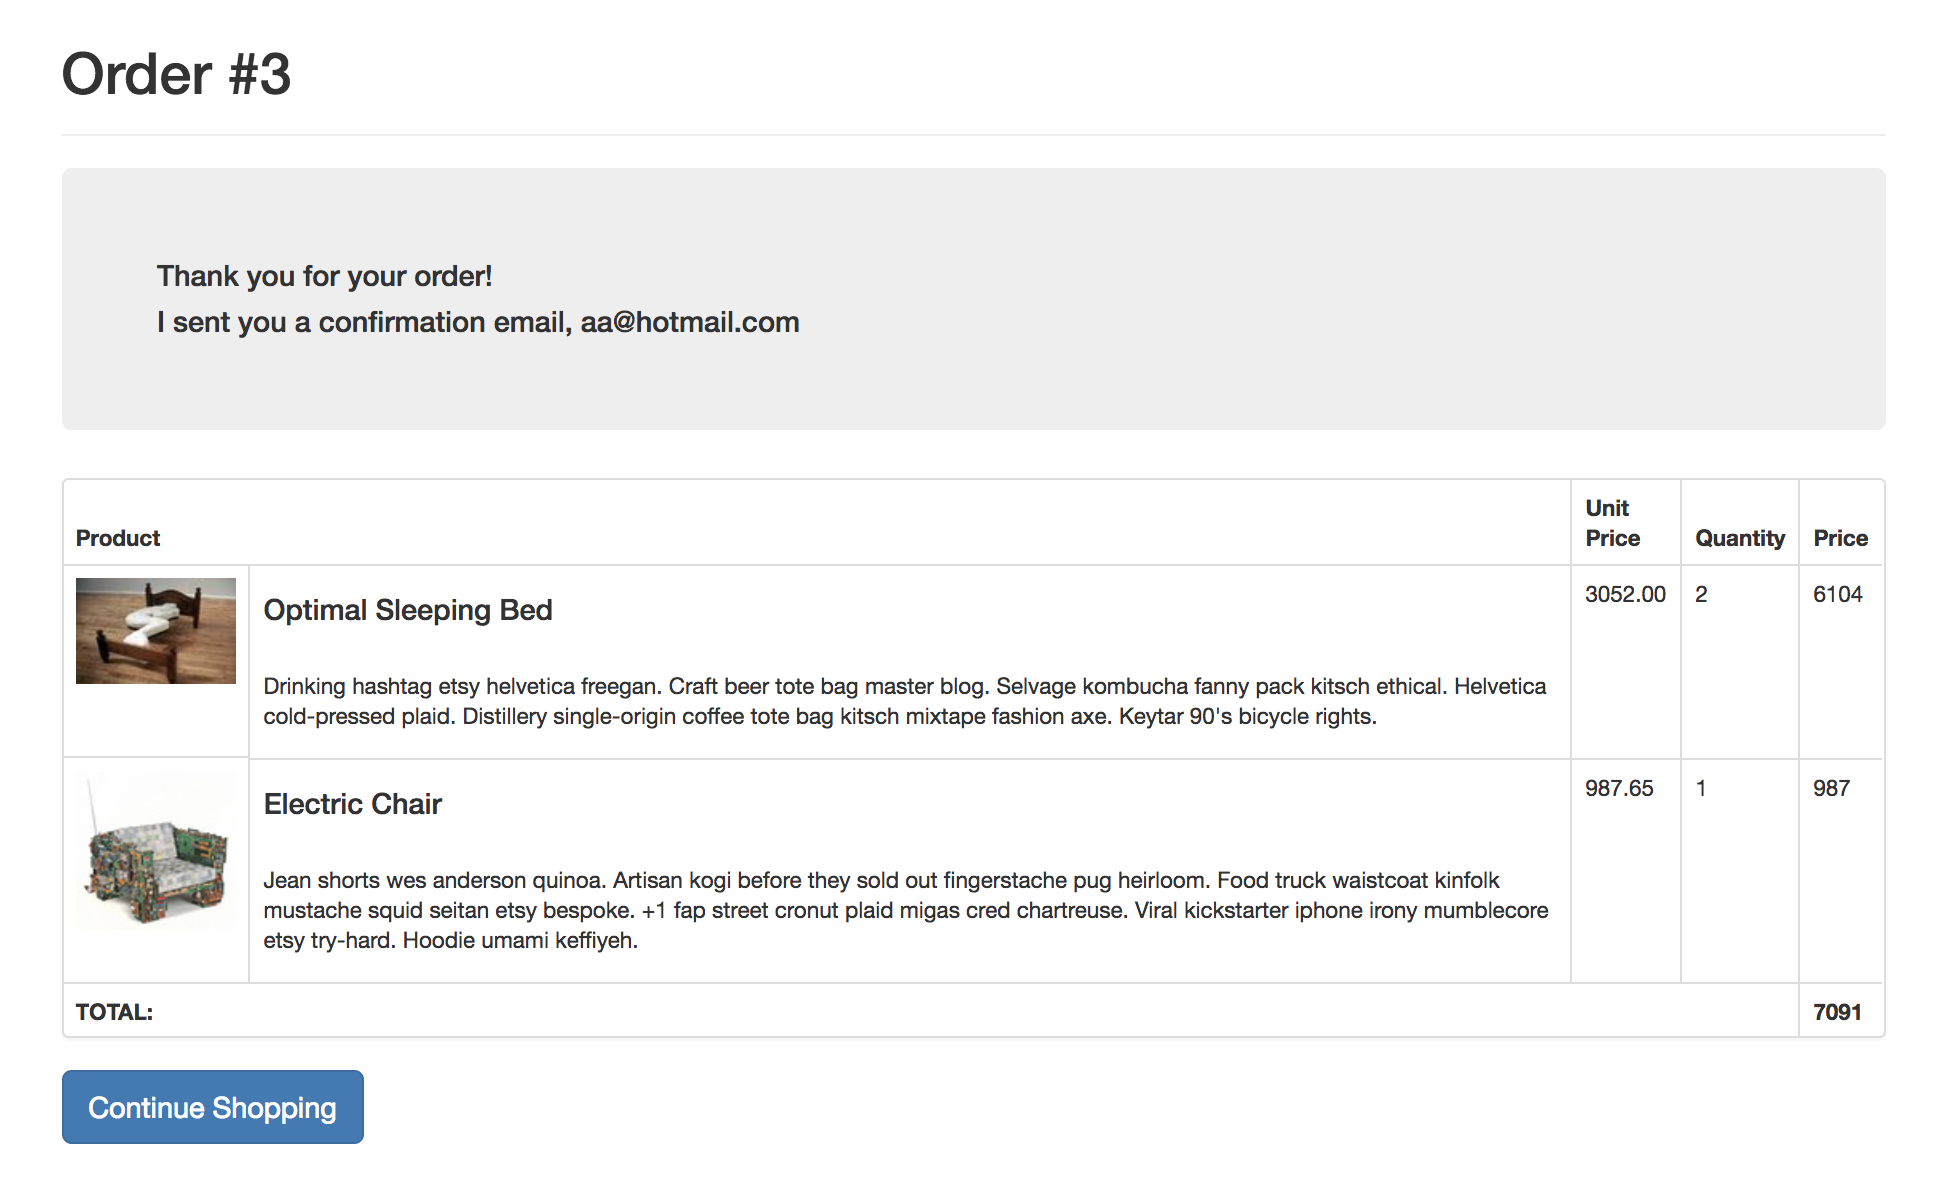 Order #3
Thank you for your order!
I sent you a confirmation email, aa@hotmail.com
Product
Unit
Price
Quantity
Price
Optimal Sleeping Bed
3052.00
2
6104
Drinking hashtag etsy helvetica freegan. Craft beer tote bag master blog. Selvage kombucha fanny pack kitsch ethical. Helvetica
cold-pressed plaid. Distillery single-origin coffee tote bag kitsch mixtape fashion axe. Keytar 90's bicycle rights.
Electric Chair
987.65
1
987
Jean shorts wes anderson quinoa. Artisan kogi before they sold out fingerstache pug heirloom. Food truck waistcoat kinfolk
mustache squid seitan etsy bespoke. +1 fap street cronut plaid migas cred chartreuse. Viral kickstarter iphone irony mumblecore
etsy try-hard. Hoodie umami keffiyeh.
TOTAL:
7091
Continue Shopping